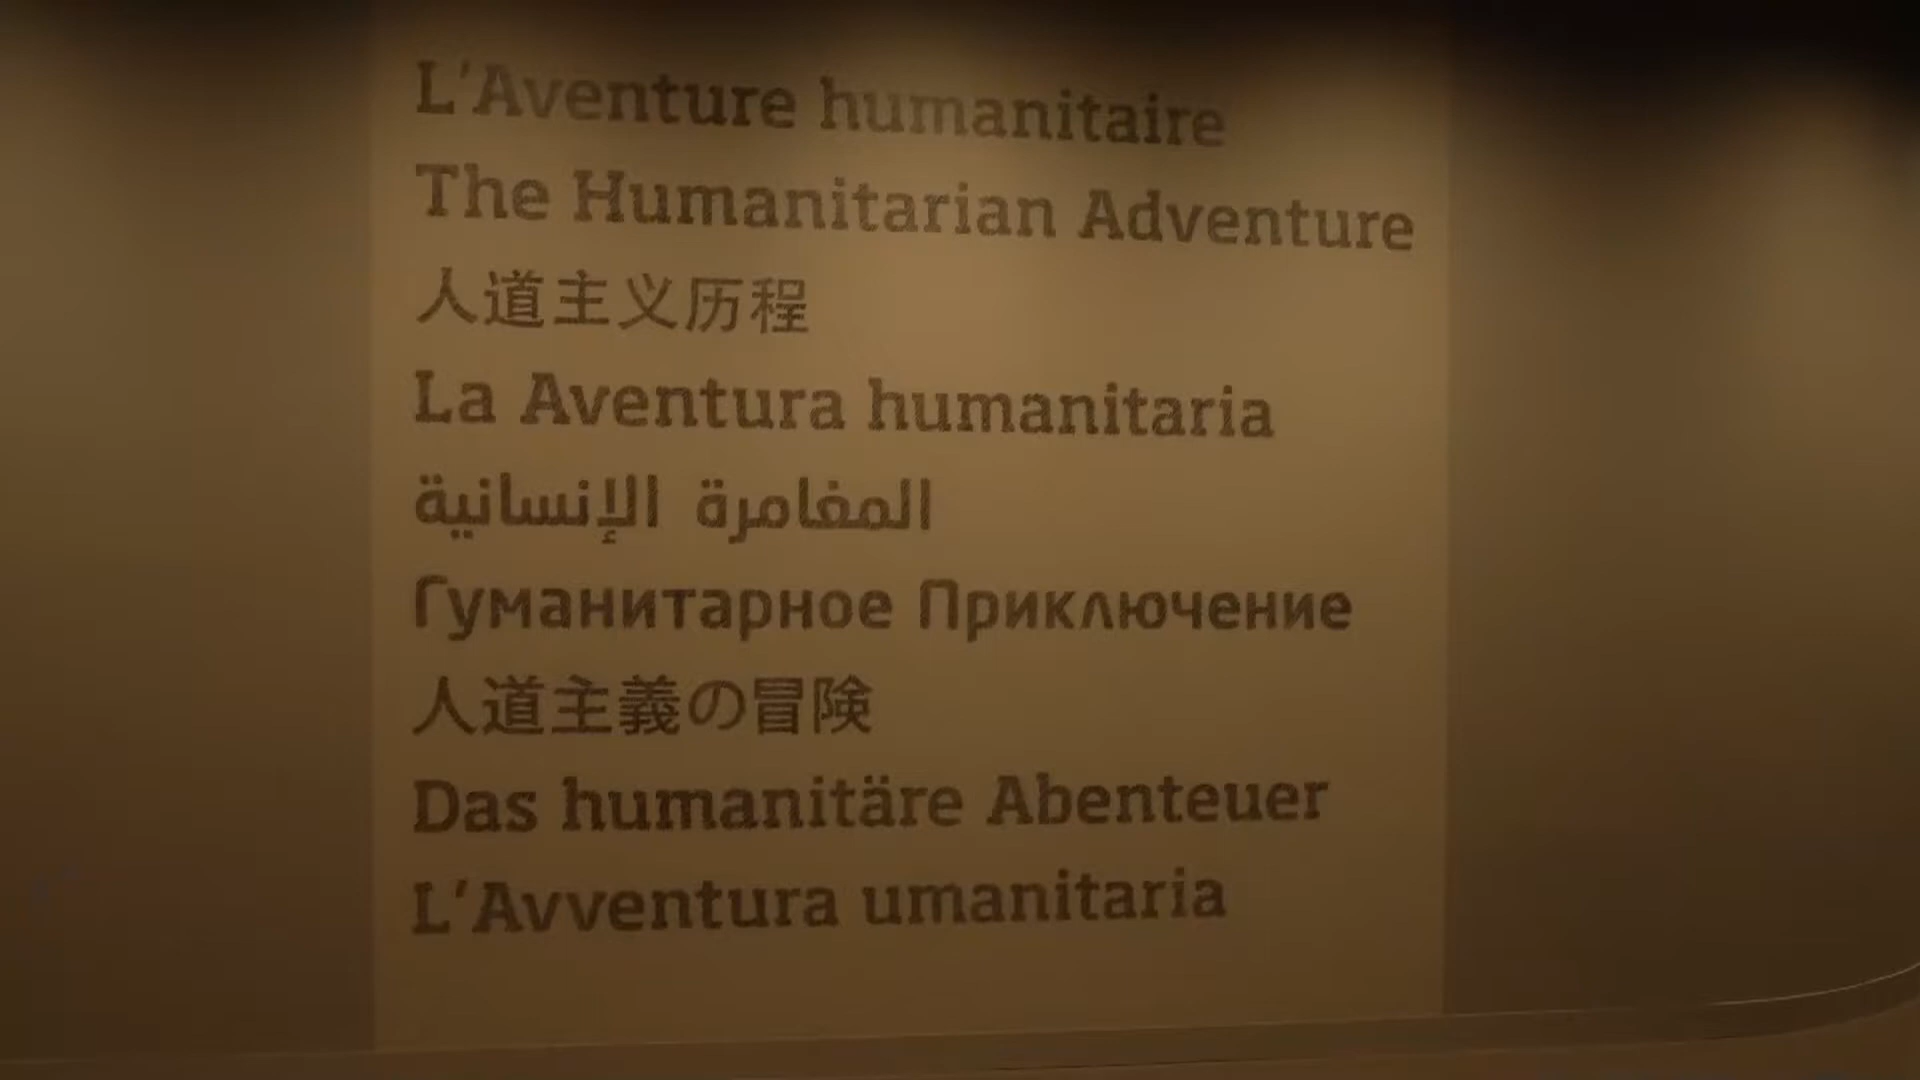 L'Aventure humanitaire
The Humanitarian Adventure
人道主义历程
La Aventura humanitaria
المغامرة الإنسانية
Гуманитарное Приключение
人道主義の冒険
Das humanitäre Abenteuer
L'Avventura umanitaria